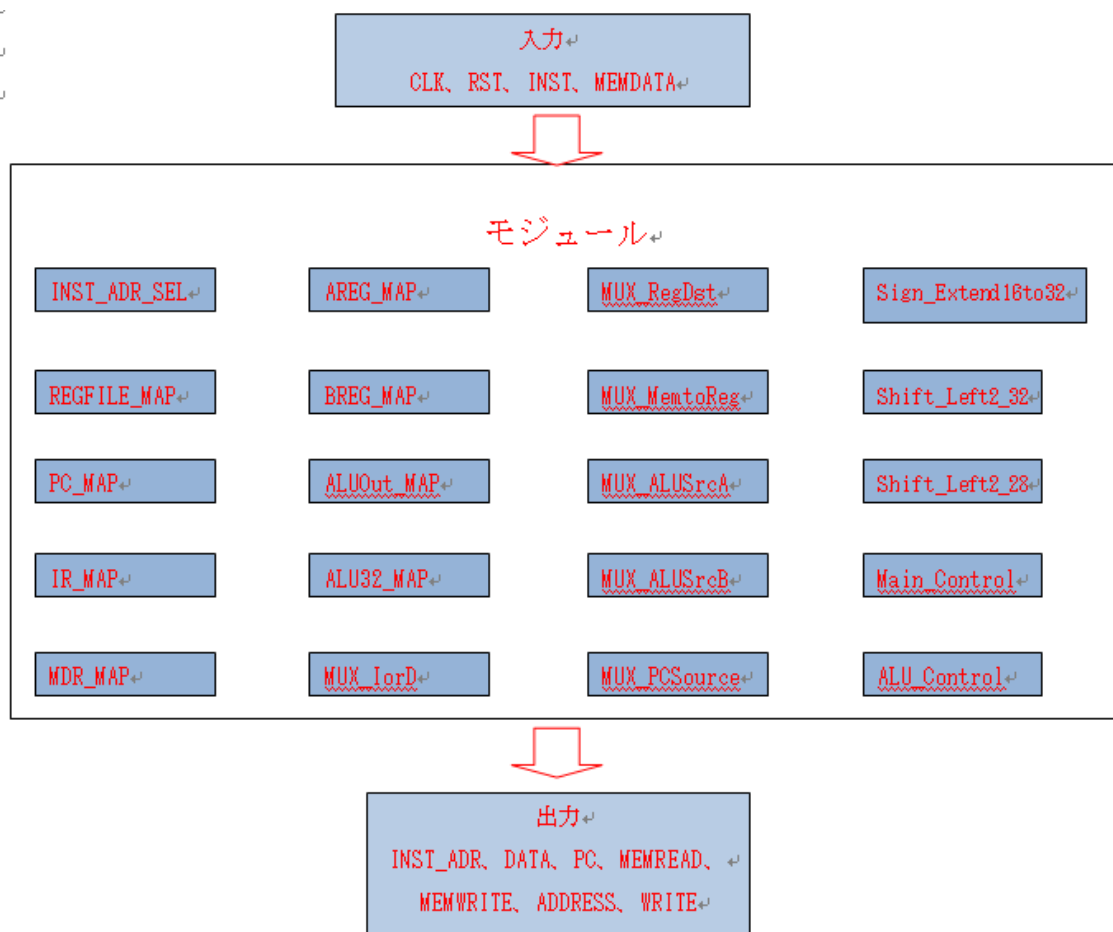 入力
CLK、RST、INST、MEMDATA
モジュール
INST_ADR_SEL
AREG_MAP
MUX_RegDst
Sign_Extend16to32
REGFILE_MAP
BREG_MAP
MUX_MemtoReg
Shift_Left2_32
PC_MAP
ALUOut_MAP
MUX_ALUSrcA
Shift_Left2_28
IR_MAP
ALU32_MAP
MUX_ALUSrcB
Main_Control
MDR_MAP
MUX_IorD
MUX_PCSource
ALU_Control
出力
INST_ADR、DATA、PC、MEMREAD、
MEMWRITE、ADDRESS、WRITE